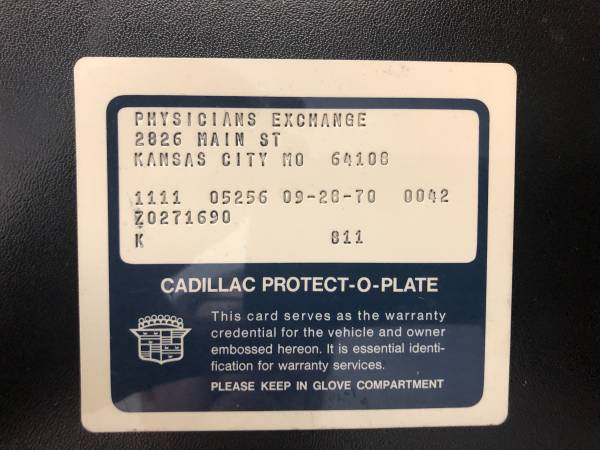 PHYSICIANS EXCHANGE
2826 MAIN ST
KANSAS CITY MO 64108
1111 05256 09-28-70 0042
Z0271690
K 811
CADILLAC PROTECT-O-PLATE
This card serves as the warranty
credential for the vehicle and owner
embossed hereon. It is essential identi-
fication for warranty services.
PLEASE KEEP IN GLOVE COMPARTMENT